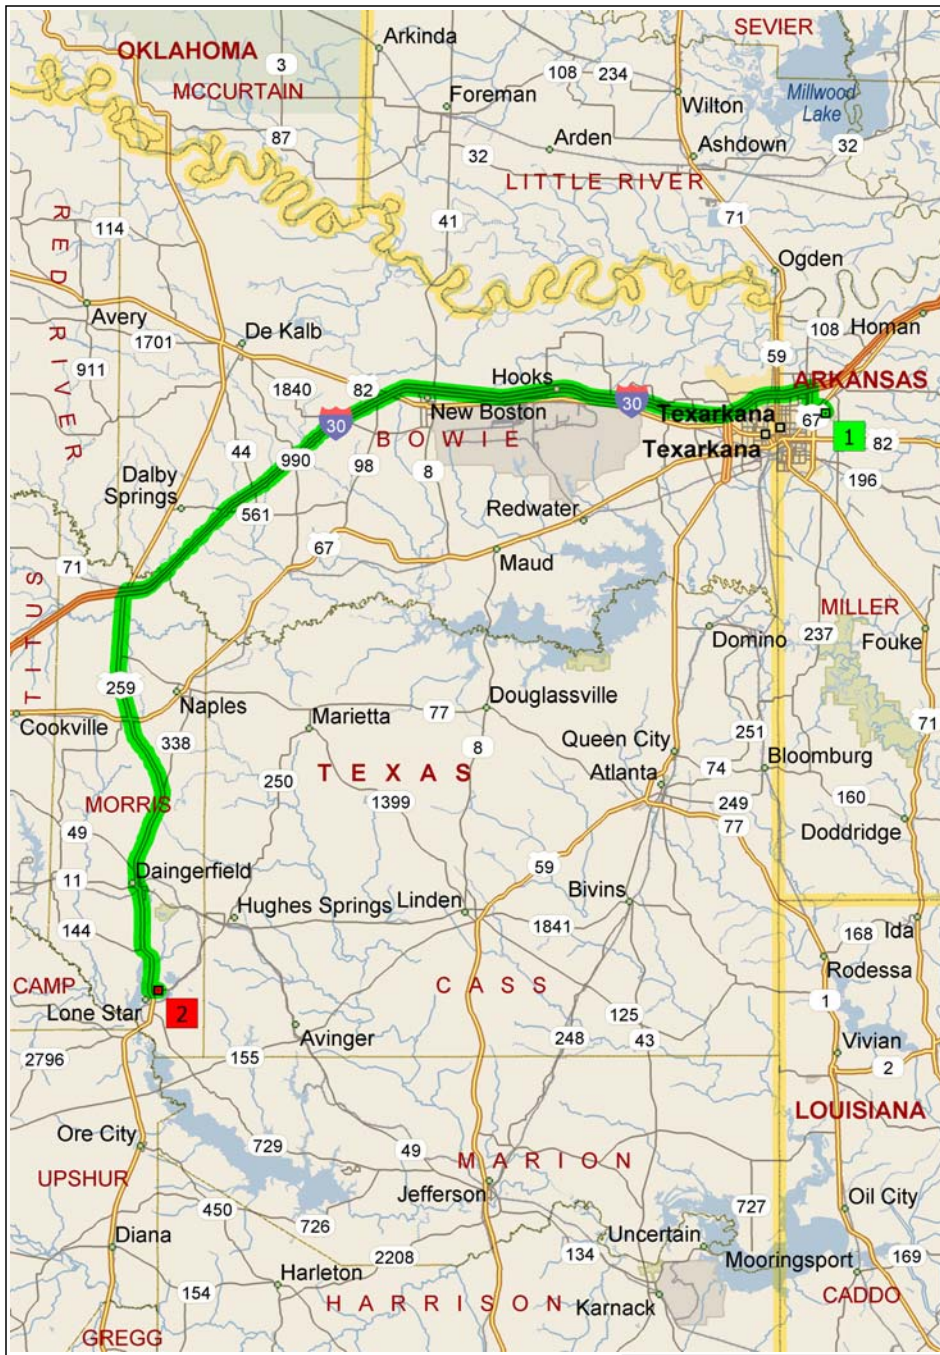 SEVIER
OKLAHOMA
Arkinda
3
108
234
MCCURTAIN
Foreman
Wilton
Millwood
Lake
87
Arden
Ashdown
32
32
LITTLE RIVER
RED RIVER
114
41
71
Ogden
Avery
De Kalb
1701
108
Homan
59
911
Hooks
ARKANSAS
1840
82
30
New Boston
Texarkana
67
30
BOWIE
1
82
44
990
98
8
Texarkana
Dalby
Springs
196
561
Redwater
67
Maud
71
TITUS
MILLER
237
Domino
Fouke
259
Naples
Douglassville
Cookville
Marietta
77
71
338
8
Queen City
251
TEXAS
Bloomburg
250
Atlanta
74
MORRIS
1399
249
160
49
77
Doddridge
59
Daingerfield
11
Bivins
Hughes Springs
Linden
144
1841
168
Ida
Rodessa
CAMP
CASS
2
1
Lone Star
125
Avinger
248
43
Vivian
2796
155
2
LOUISIANA
Ore City
729
49
MARION
UPSHUR
Jefferson
Oil City
450
727
726
Diana
Uncertain
2208
134
Mooringsport
169
Harleton
154
HARRISON
Karnack
CADDO
GREGG